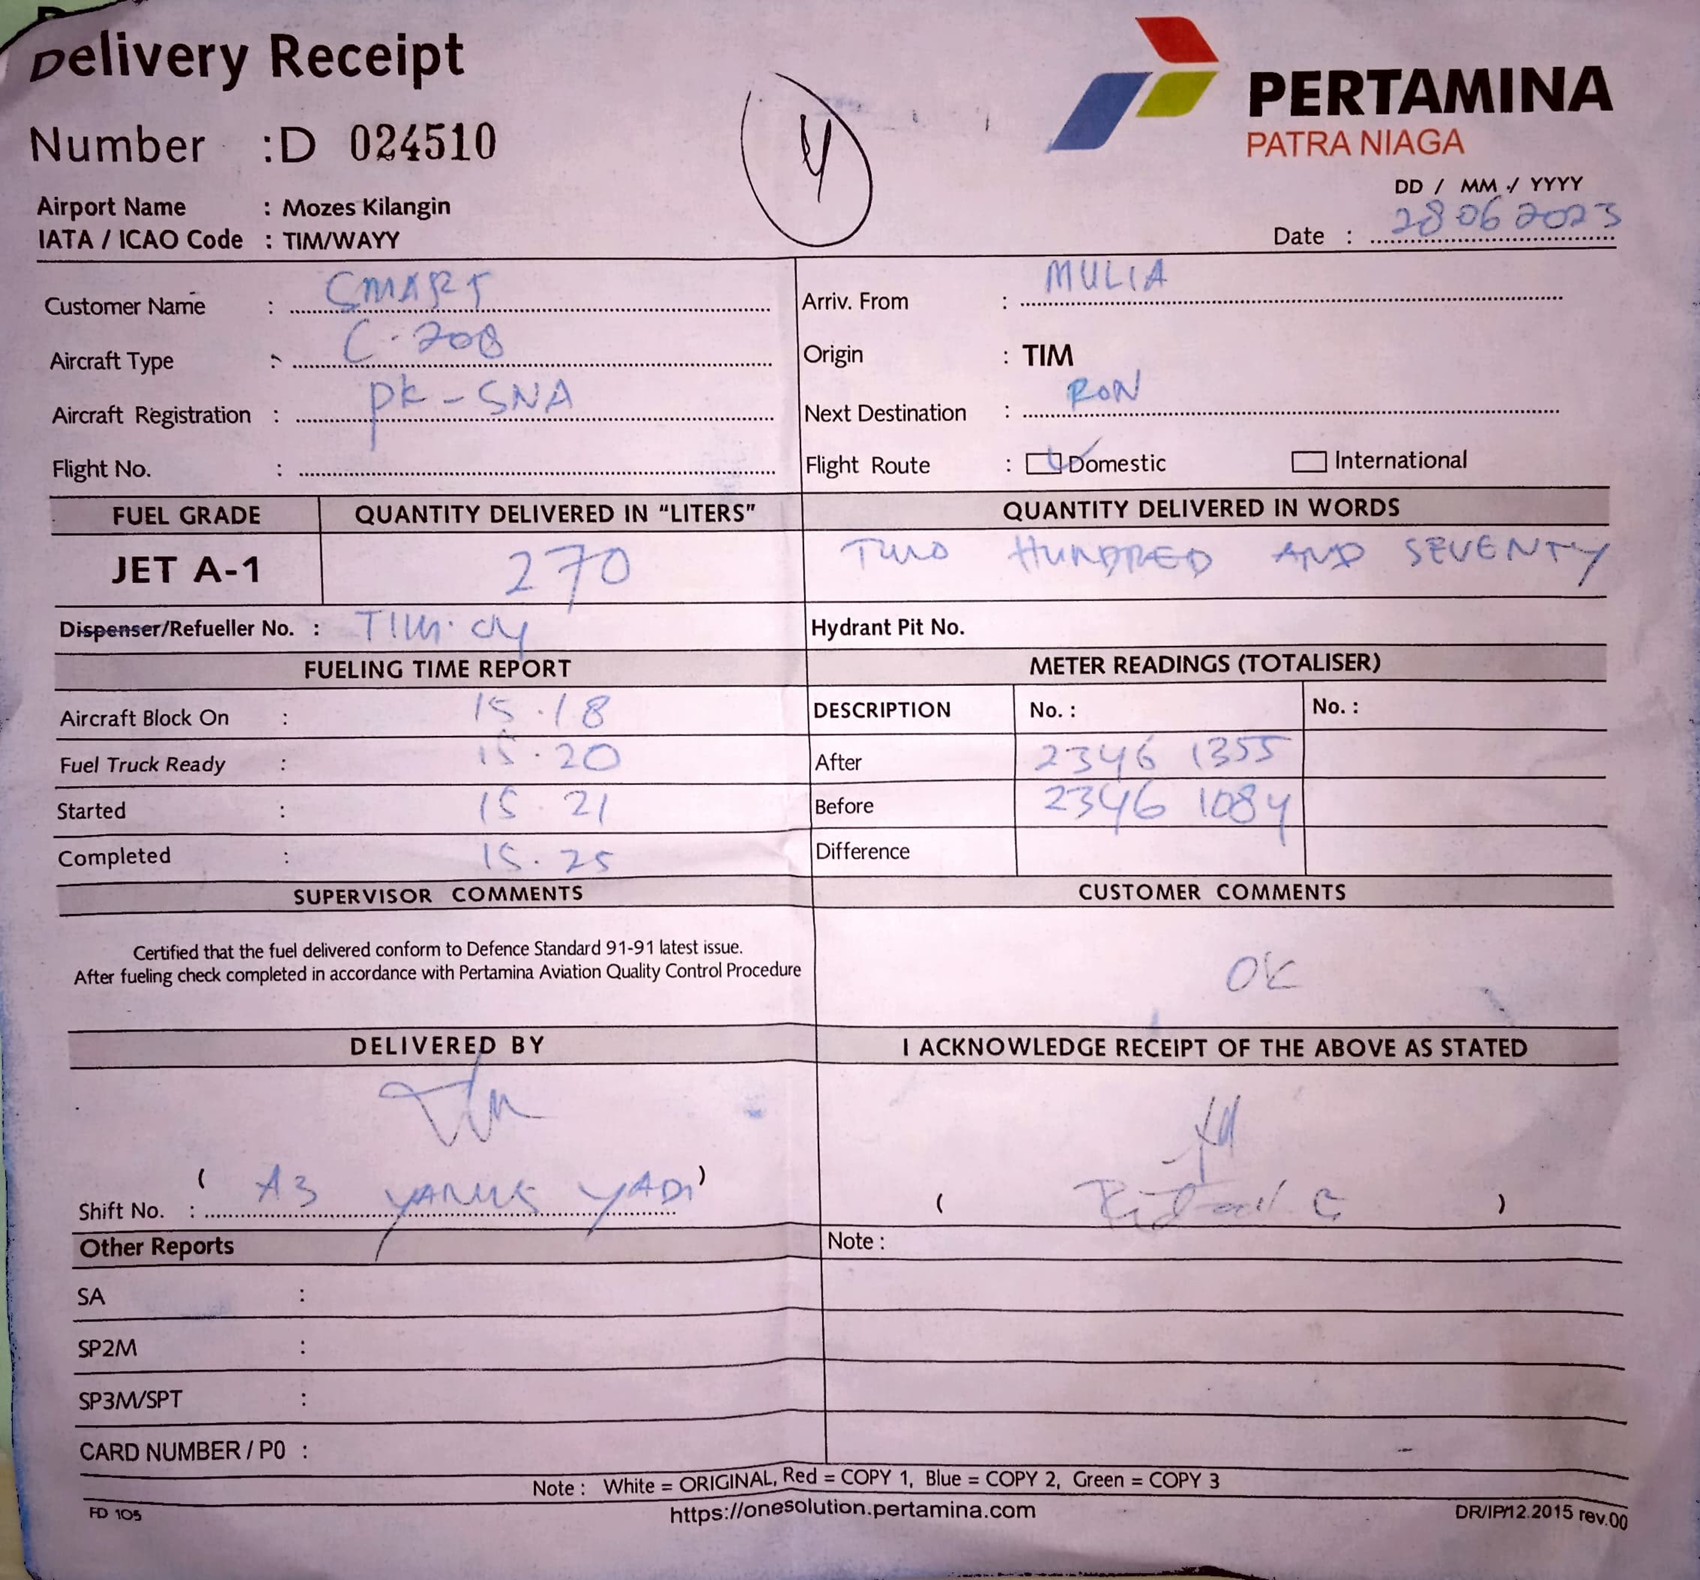 Delivery Receipt
PERTAMINA
PATRA NIAGA
Number : D 024510
Airport Name : Mozes Kilangin
IATA / ICAO Code : TIM/WAYY
DD / MM / YYYY
Date : 28 06 2023
Customer Name : SMART
Arriv. From : MULIA
Aircraft Type : C-208
Origin : TIM
Aircraft Registration : PK-SNA
Next Destination : RON
Flight No. :
Flight Route : Domestic International
FUEL GRADE QUANTITY DELIVERED IN “LITERS” QUANTITY DELIVERED IN WORDS
JET A-1 270 TWO HUNDRED AND SEVENTY
Dispenser/Refueller No. : TIM. 04 Hydrant Pit No.
FUELING TIME REPORT METER READINGS (TOTALISER)
Aircraft Block On : 15.18 DESCRIPTION No. : No. :
Fuel Truck Ready : 15.20 After 2346 1355
Started : 15 21 Before 2346 1084
Completed : 15.25 Difference
SUPERVISOR COMMENTS CUSTOMER COMMENTS
Certified that the fuel delivered conform to Defence Standard 91-91 latest issue.
After fueling check completed in accordance with Pertamina Aviation Quality Control Procedure
OK
DELIVERED BY I ACKNOWLEDGE RECEIPT OF THE ABOVE AS STATED
Shift No. : ( A3 YANUS YADI ) ( )
Other Reports Note :
SA :
SP2M :
SP3M/SPT :
CARD NUMBER / P0 :
Note : White = ORIGINAL, Red = COPY 1, Blue = COPY 2, Green = COPY 3
FD 105 https://onesolution.pertamina.com DR/IP/12.2015 rev.00